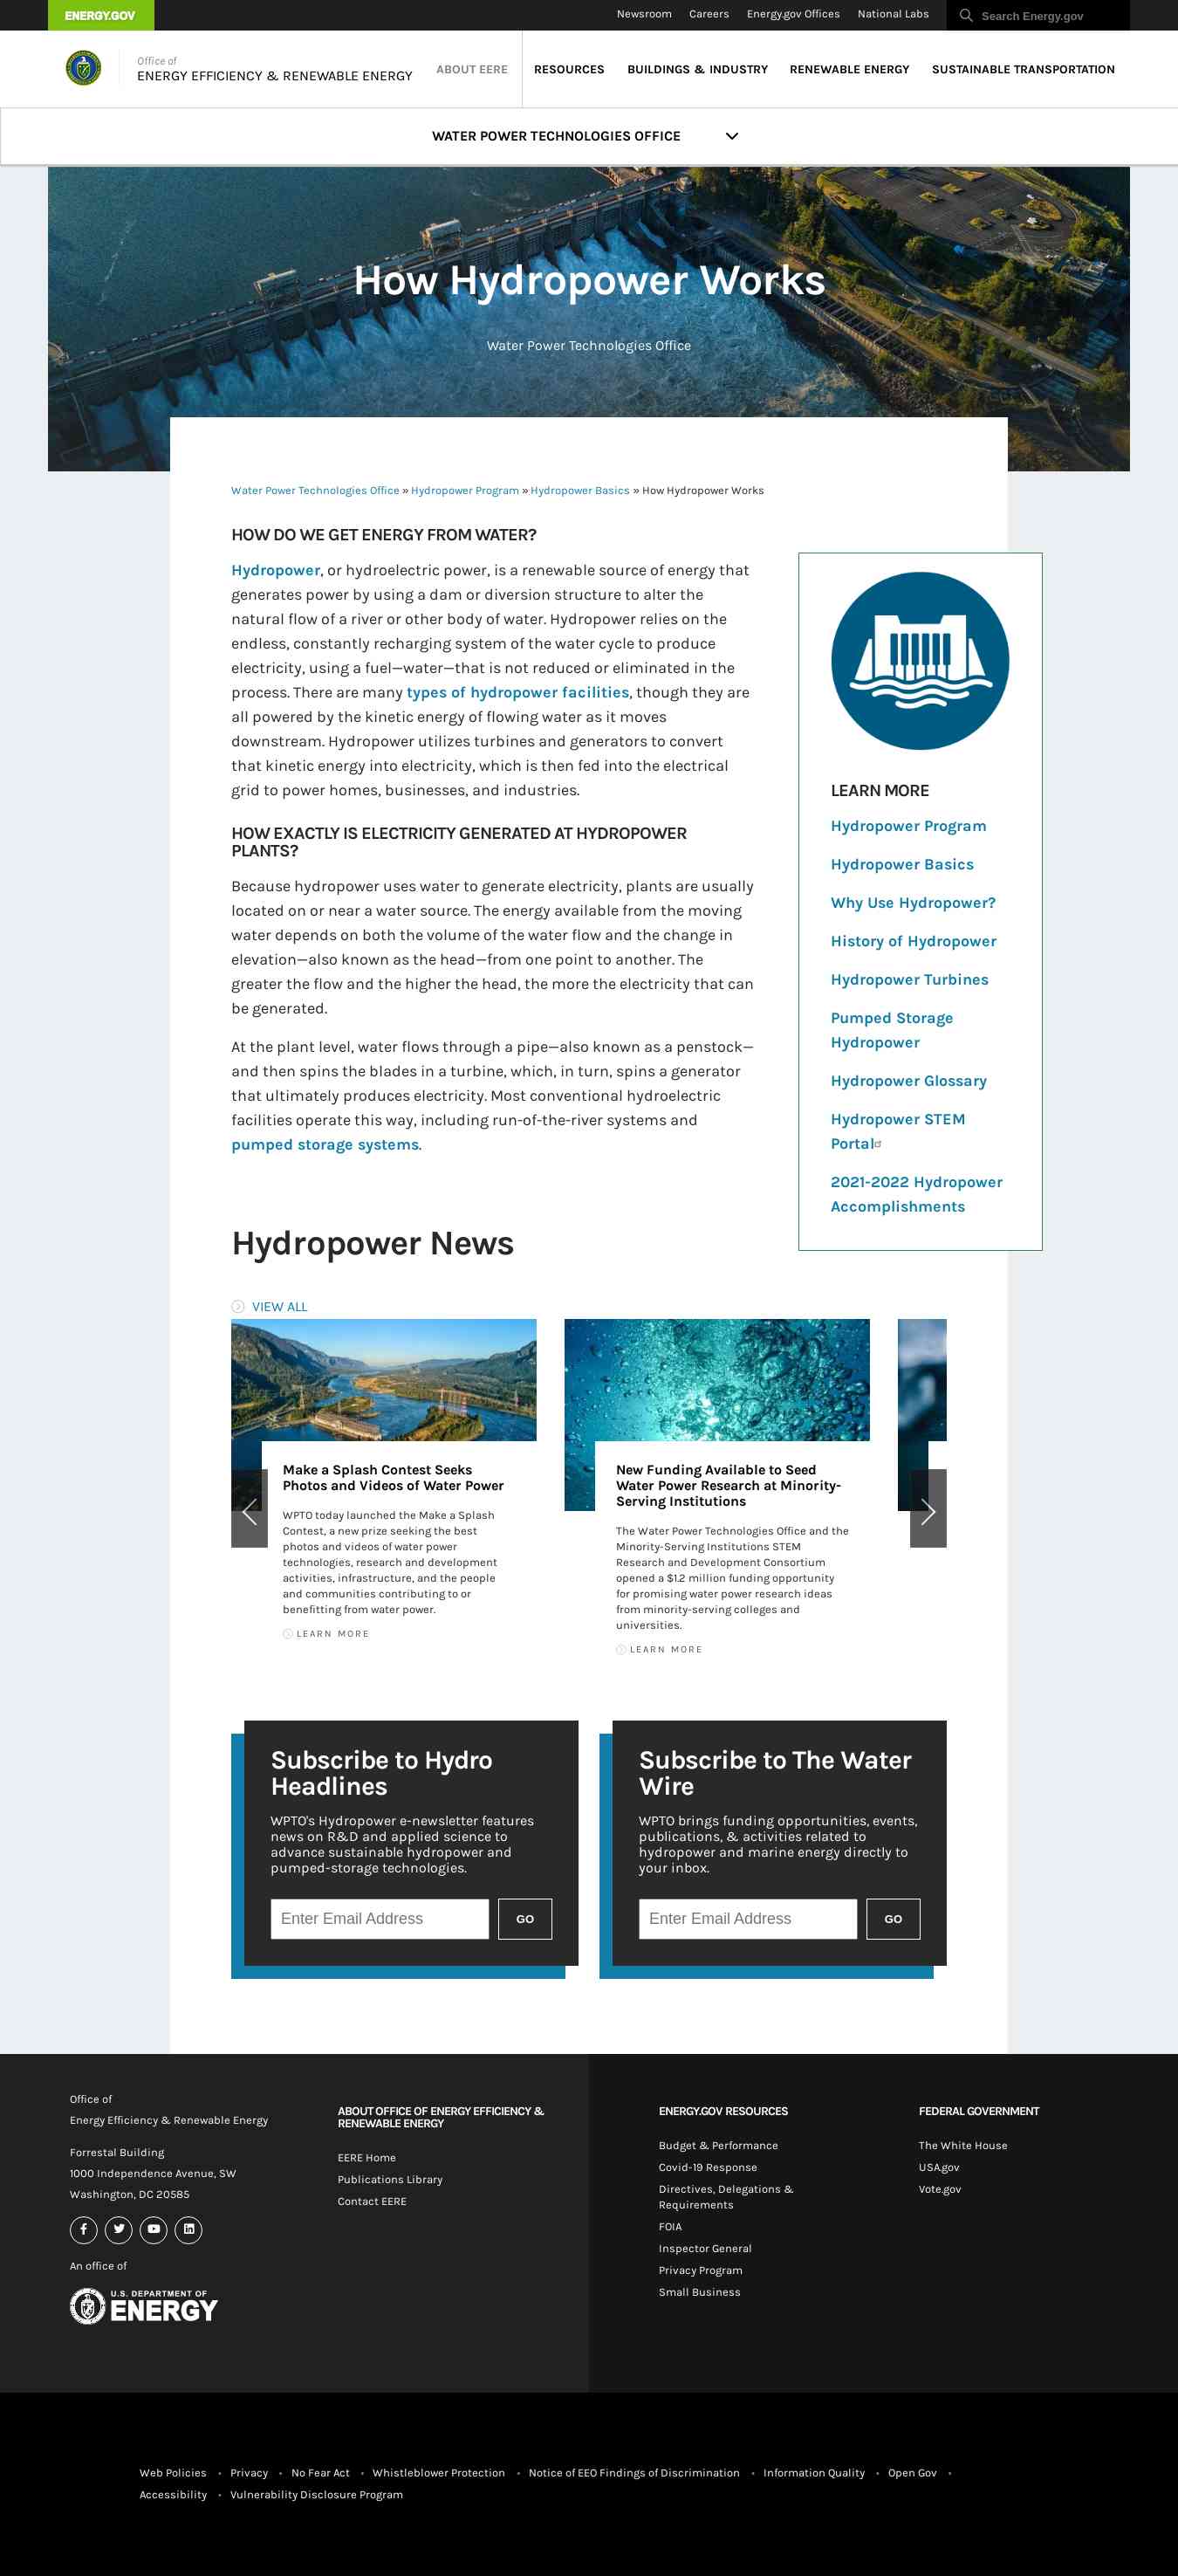 ENERGY.GOV
Newsroom
Careers
Energy.gov Offices
National Labs
Search Energy.gov
Office of
ENERGY EFFICIENCY & RENEWABLE ENERGY
ABOUT EERE
RESOURCES
BUILDINGS & INDUSTRY
RENEWABLE ENERGY
SUSTAINABLE TRANSPORTATION
WATER POWER TECHNOLOGIES OFFICE
How Hydropower Works
Water Power Technologies Office
Water Power Technologies Office » Hydropower Program » Hydropower Basics » How Hydropower Works
HOW DO WE GET ENERGY FROM WATER?
Hydropower, or hydroelectric power, is a renewable source of energy that
generates power by using a dam or diversion structure to alter the
natural flow of a river or other body of water. Hydropower relies on the
endless, constantly recharging system of the water cycle to produce
electricity, using a fuel—water—that is not reduced or eliminated in the
process. There are many types of hydropower facilities, though they are
all powered by the kinetic energy of flowing water as it moves
downstream. Hydropower utilizes turbines and generators to convert
that kinetic energy into electricity, which is then fed into the electrical
grid to power homes, businesses, and industries.
HOW EXACTLY IS ELECTRICITY GENERATED AT HYDROPOWER
PLANTS?
Because hydropower uses water to generate electricity, plants are usually
located on or near a water source. The energy available from the moving
water depends on both the volume of the water flow and the change in
elevation—also known as the head—from one point to another. The
greater the flow and the higher the head, the more the electricity that can
be generated.
At the plant level, water flows through a pipe—also known as a penstock—
and then spins the blades in a turbine, which, in turn, spins a generator
that ultimately produces electricity. Most conventional hydroelectric
facilities operate this way, including run-of-the-river systems and
pumped storage systems.
LEARN MORE
Hydropower Program
Hydropower Basics
Why Use Hydropower?
History of Hydropower
Hydropower Turbines
Pumped Storage
Hydropower
Hydropower Glossary
Hydropower STEM
Portal
2021-2022 Hydropower
Accomplishments
Hydropower News
VIEW ALL
Make a Splash Contest Seeks
Photos and Videos of Water Power
WPTO today launched the Make a Splash
Contest, a new prize seeking the best
photos and videos of water power
technologies, research and development
activities, infrastructure, and the people
and communities contributing to or
benefitting from water power.
LEARN MORE
New Funding Available to Seed
Water Power Research at Minority-
Serving Institutions
The Water Power Technologies Office and the
Minority-Serving Institutions STEM
Research and Development Consortium
opened a $1.2 million funding opportunity
for promising water power research ideas
from minority-serving colleges and
universities.
LEARN MORE
Subscribe to Hydro
Headlines
WPTO's Hydropower e-newsletter features
news on R&D and applied science to
advance sustainable hydropower and
pumped-storage technologies.
Enter Email Address
GO
Subscribe to The Water
Wire
WPTO brings funding opportunities, events,
publications, & activities related to
hydropower and marine energy directly to
your inbox.
Enter Email Address
GO
Office of
Energy Efficiency & Renewable Energy
Forrestal Building
1000 Independence Avenue, SW
Washington, DC 20585
An office of
U.S. DEPARTMENT OF
ENERGY
ABOUT OFFICE OF ENERGY EFFICIENCY &
RENEWABLE ENERGY
EERE Home
Publications Library
Contact EERE
ENERGY.GOV RESOURCES
Budget & Performance
Covid-19 Response
Directives, Delegations &
Requirements
FOIA
Inspector General
Privacy Program
Small Business
FEDERAL GOVERNMENT
The White House
USA.gov
Vote.gov
Web Policies • Privacy • No Fear Act • Whistleblower Protection • Notice of EEO Findings of Discrimination • Information Quality • Open Gov •
Accessibility • Vulnerability Disclosure Program